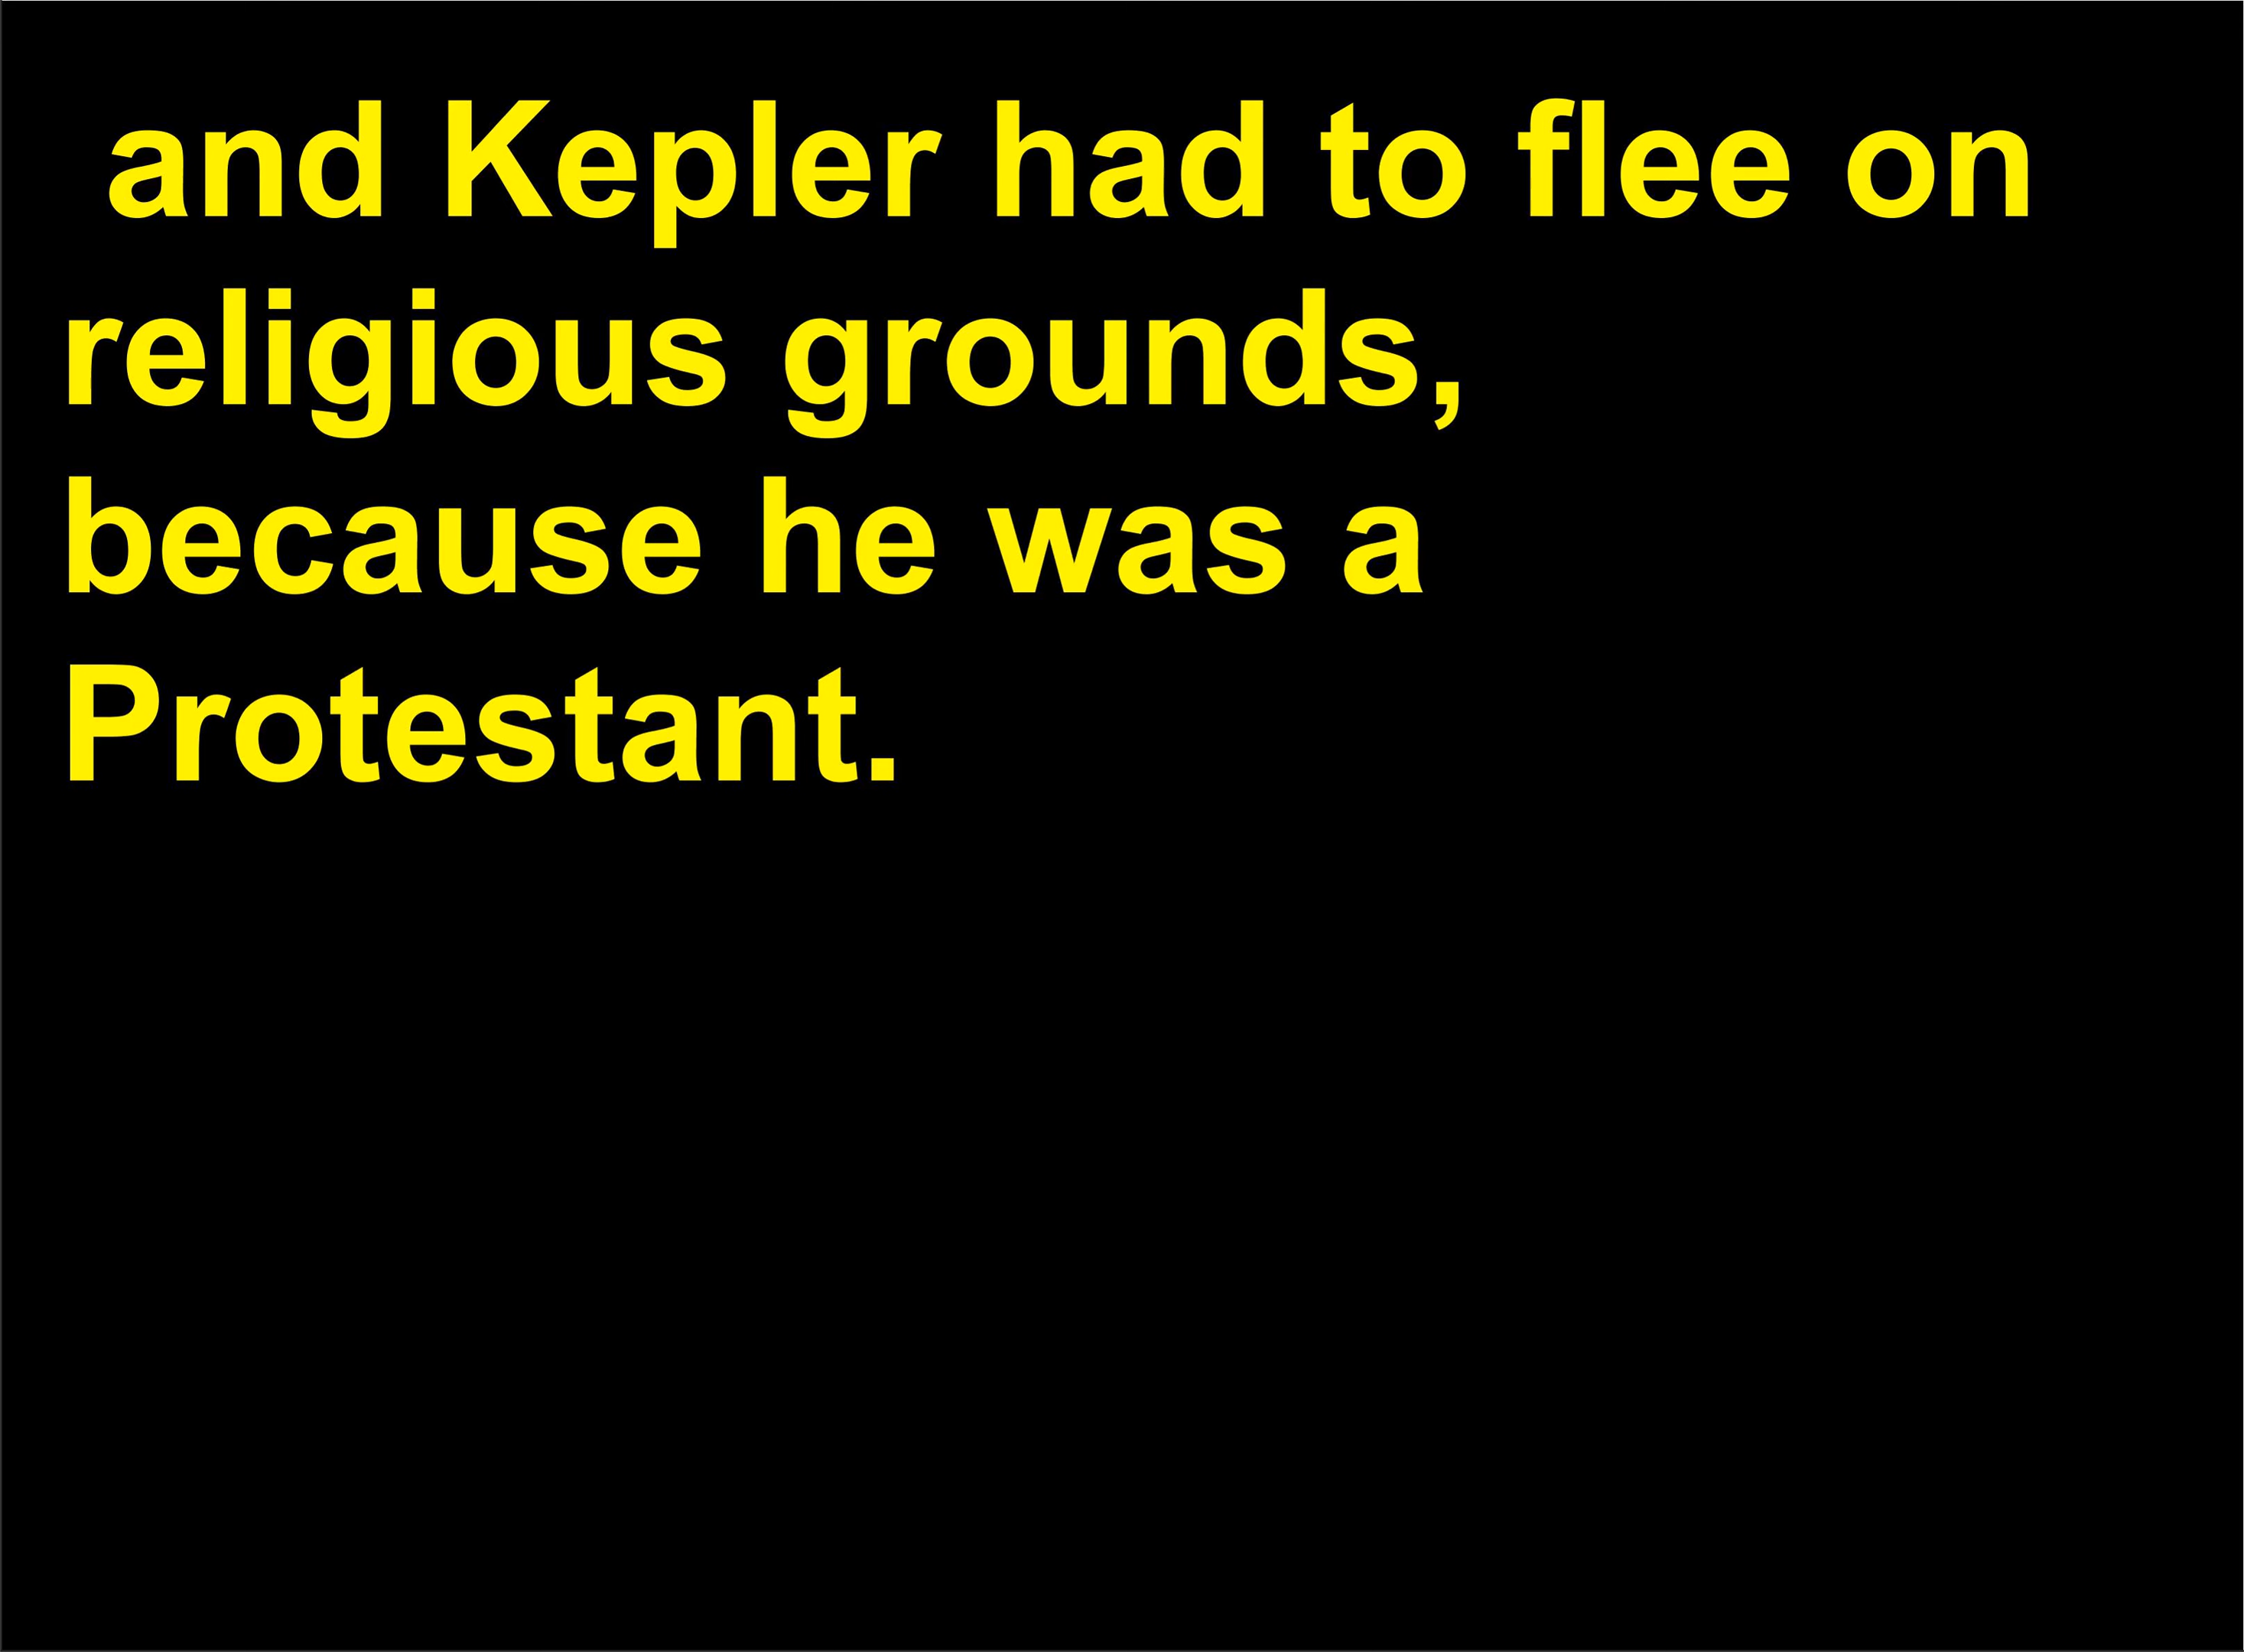 and Kepler had to flee on
religious grounds,
because he was a
Protestant.